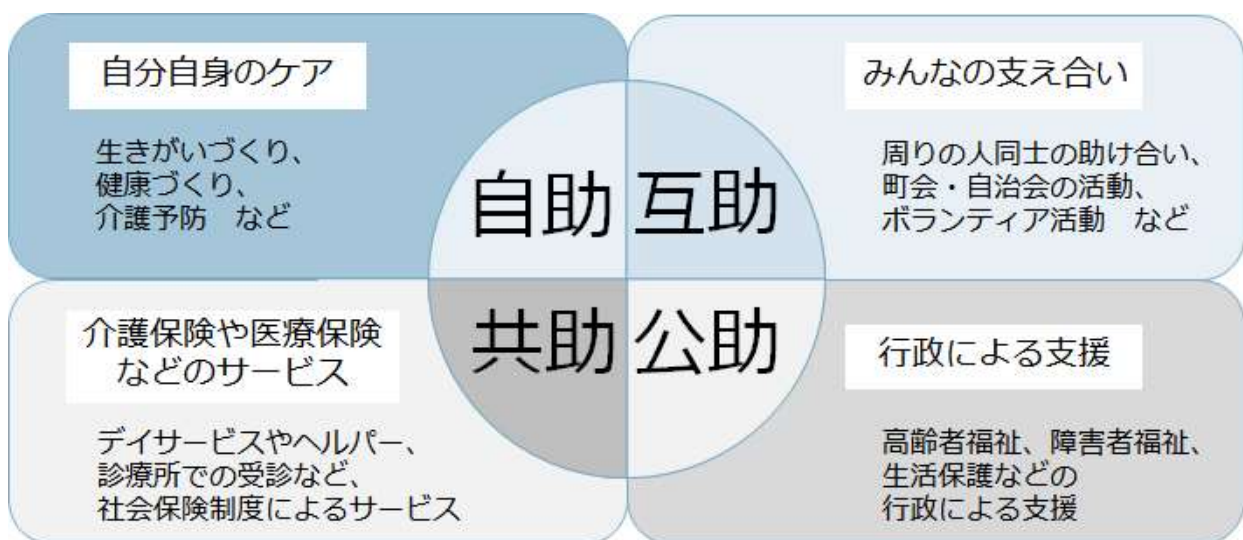 自分自身のケア
生きがいづくり、
健康づくり、
介護予防　など
みんなの支え合い
周りの人同士の助け合い、
町会・自治会の活動、
ボランティア活動　など
自助
互助
共助
公助
介護保険や医療保険
などのサービス
デイサービスやヘルパー、
診療所での受診など、
社会保険制度によるサービス
行政による支援
高齢者福祉、障害者福祉、
生活保護などの
行政による支援